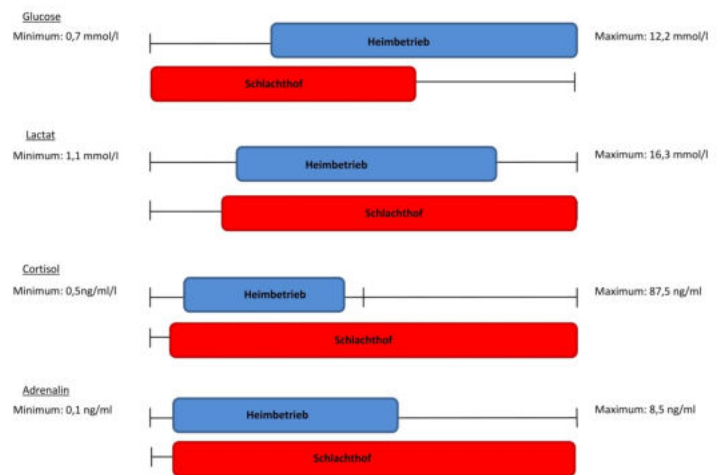 Glucose
Minimum: 0,7 mmol/l
Heimbetrieb
Maximum: 12,2 mmol/l
Schlachthof
Lactat
Minimum: 1,1 mmol/l
Heimbetrieb
Maximum: 16,3 mmol/l
Schlachthof
Cortisol
Minimum: 0,5ng/ml/l
Heimbetrieb
Maximum: 87,5 ng/ml
Schlachthof
Adrenalin
Minimum: 0,1 ng/ml
Heimbetrieb
Maximum: 8,5 ng/ml
Schlachthof